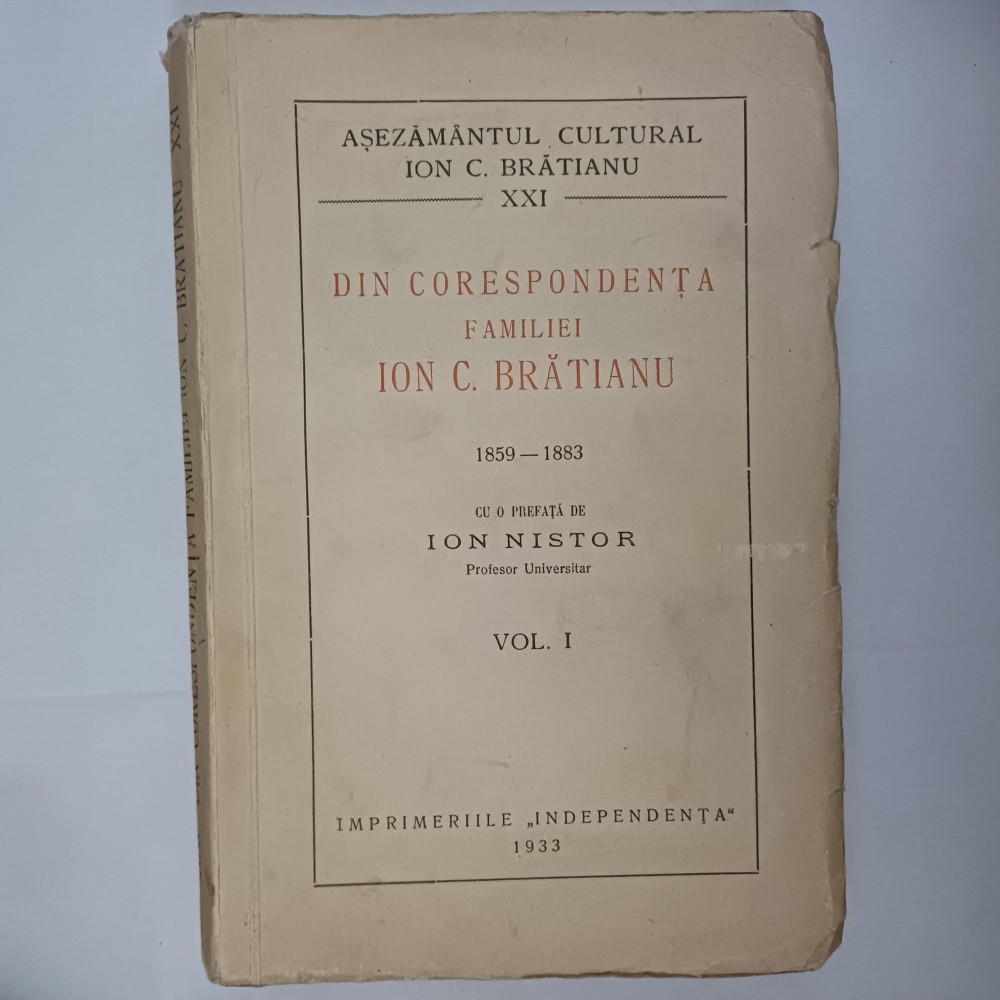 AȘEZĂMÂNTUL CULTURAL
ION C. BRĂTIANU
XXI
DIN CORESPONDENȚA
FAMILIEI
ION C. BRĂTIANU
1859 — 1883
CU O PREFAȚĂ DE
ION NISTOR
Profesor Universitar
VOL. I
IMPRIMERIILE „INDEPENDENȚA“
1933
DIN CORESPONDENȚA FAMILIEI ION C. BRĂTIANU XXI